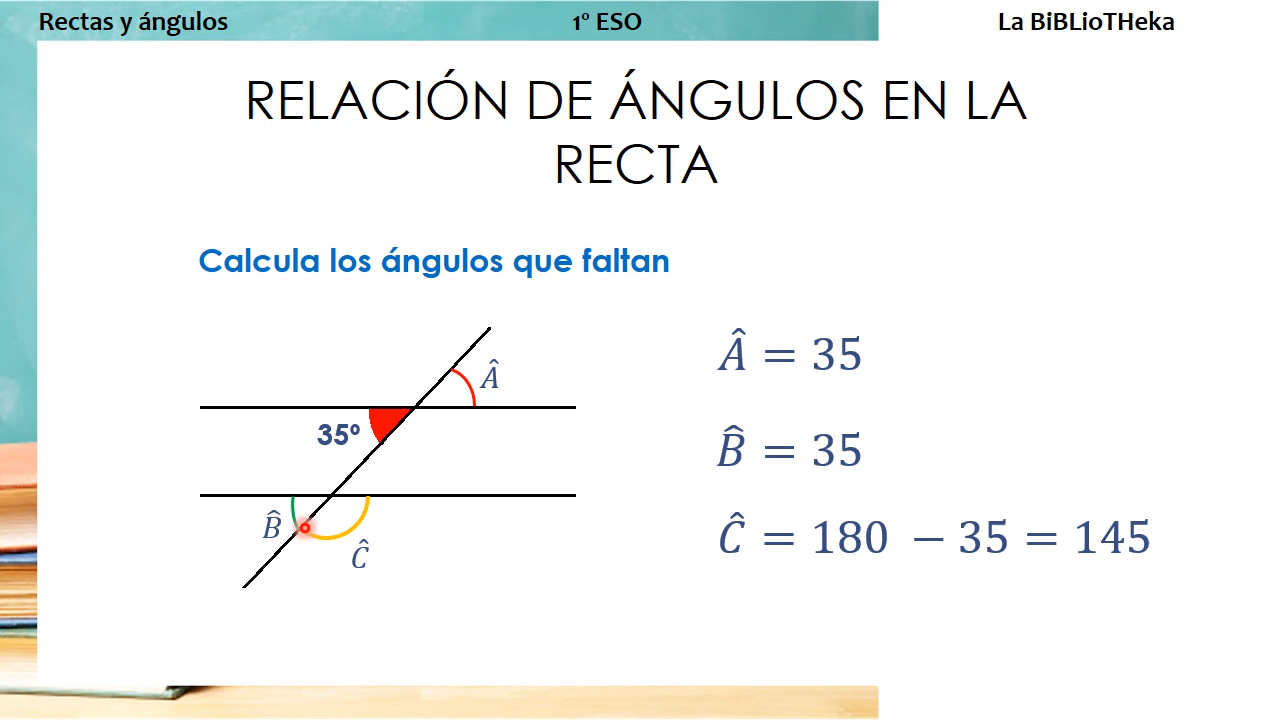 Rectas y ángulos
1º ESO
La BiBLioTHeka
RELACIÓN DE ÁNGULOS EN LA
RECTA
Calcula los ángulos que faltan
Â
35º
B̂
Ĉ
Â = 35
B̂ = 35
Ĉ = 180 − 35 = 145